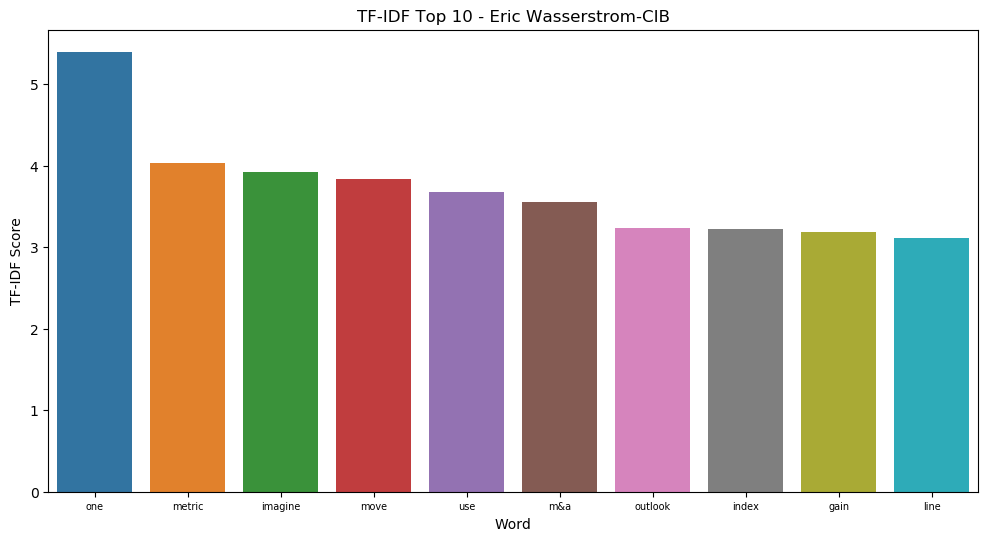 TF-IDF Top 10 - Eric Wasserstrom-CIB
TF-IDF Score
5
4
3
2
1
0
one metric imagine move use m&a outlook index gain line
Word